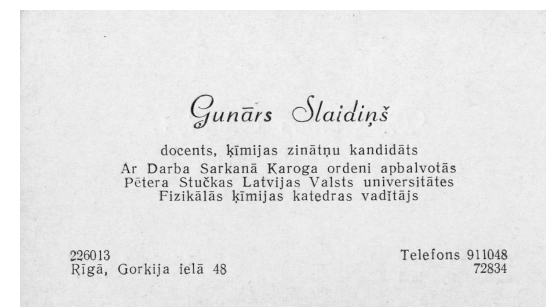 Gunārs Slaidiņš
docents, ķīmijas zinātņu kandidāts
Ar Darba Sarkanā Karoga ordeni apbalvotās
Pētera Stučkas Latvijas Valsts universitātes
Fizikālās ķīmijas katedras vadītājs
226013
Rīgā, Gorkija ielā 48
Telefons 911048
72834